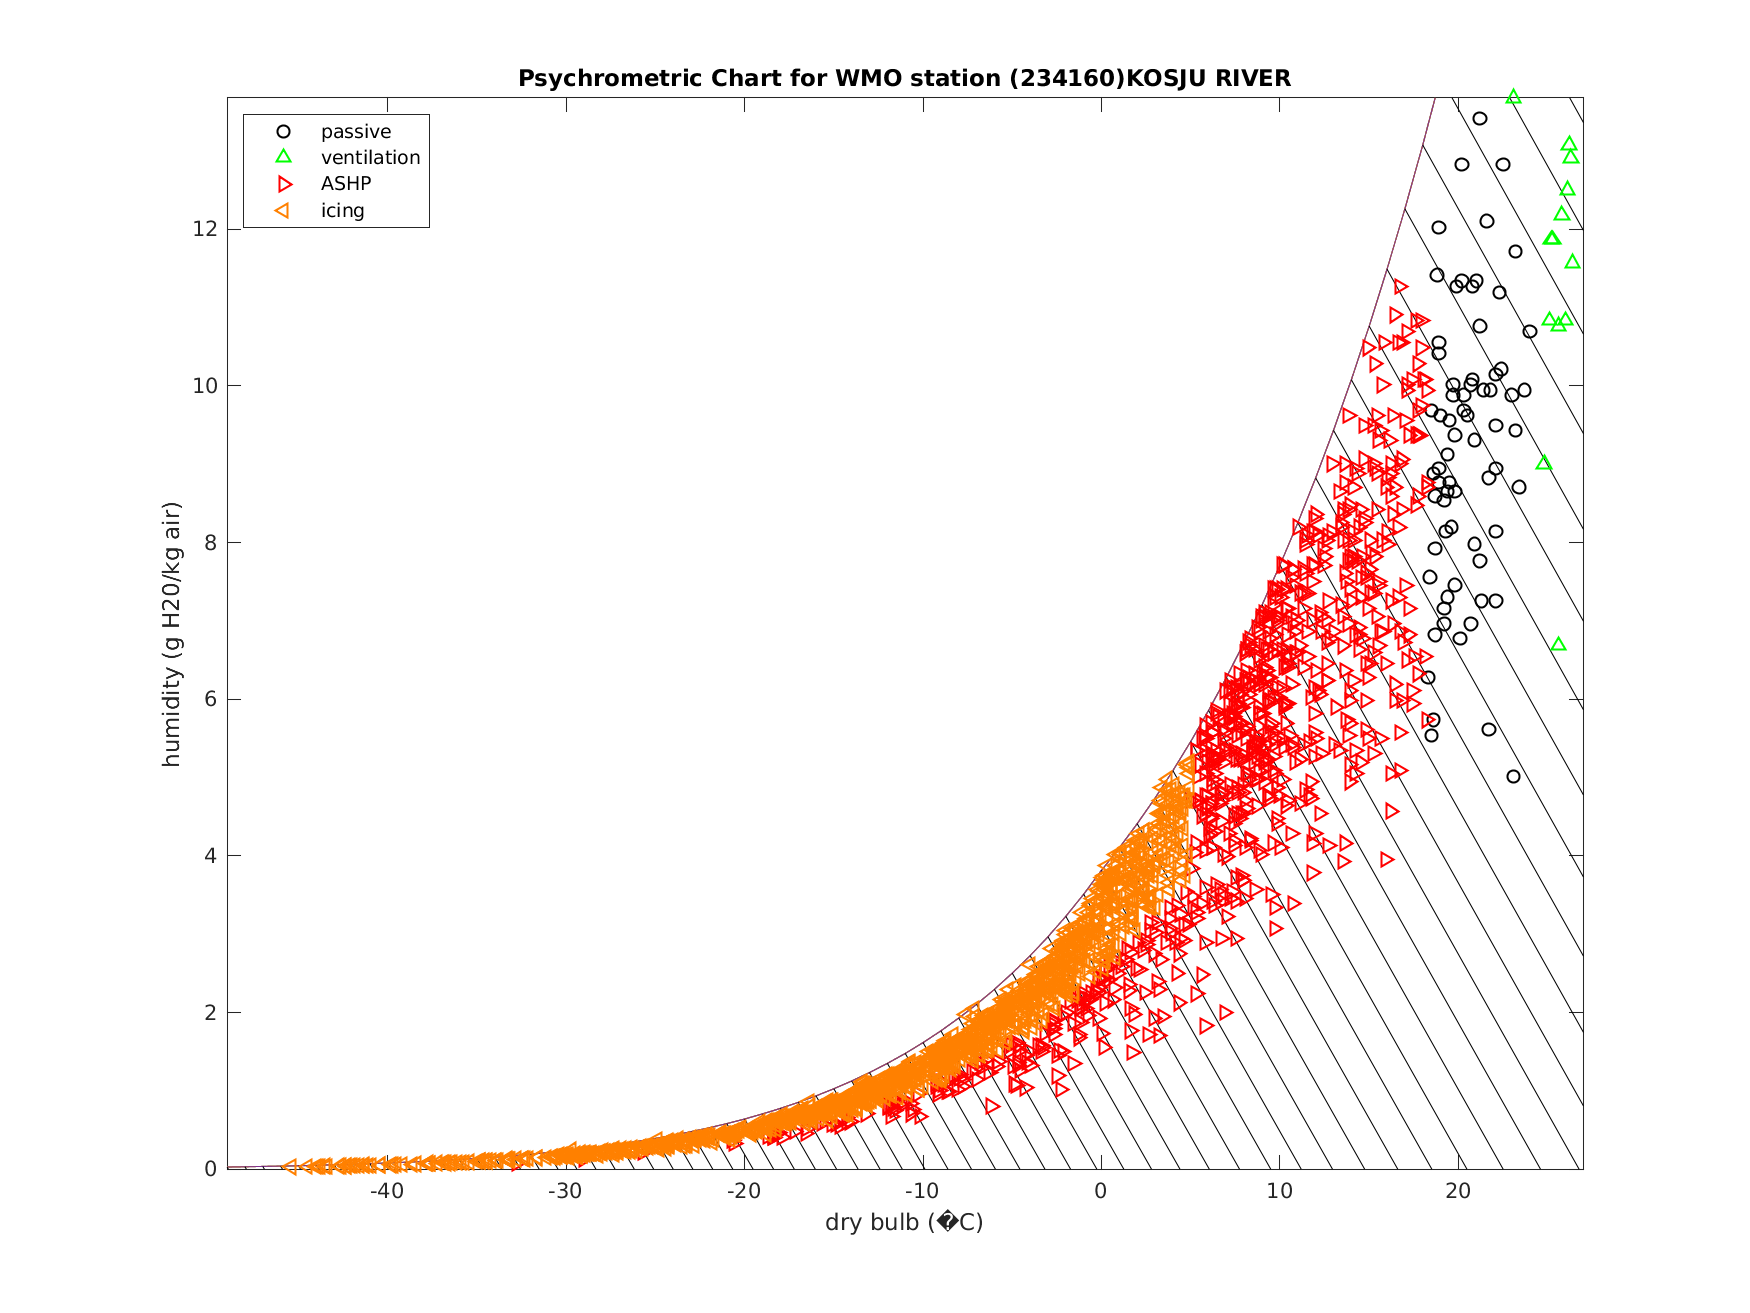 Psychrometric Chart for WMO station (234160)KOSJU RIVER
passive
ventilation
ASHP
icing
12
10
8
6
4
2
0
humidity (g H20/kg air)
-40 -30 -20 -10 0 10 20
dry bulb (�C)